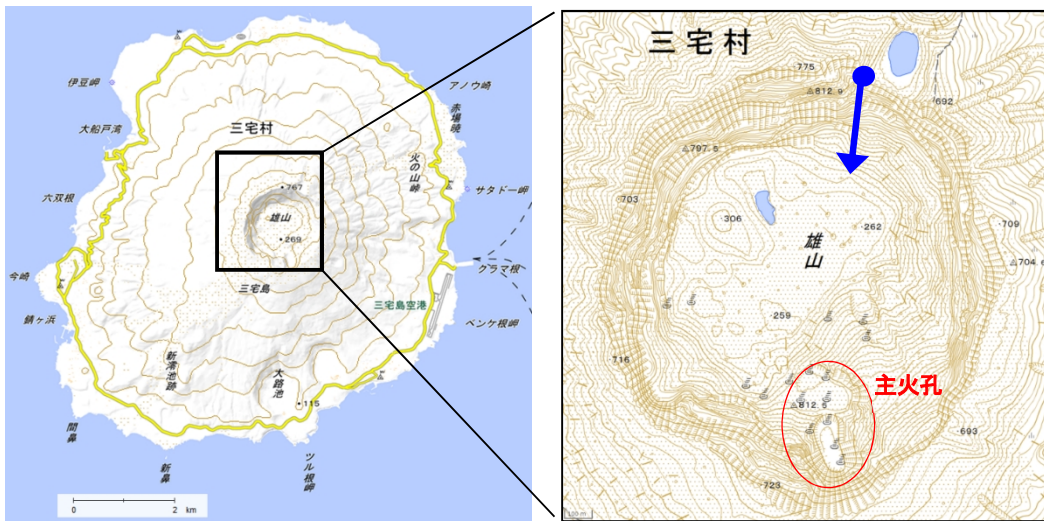 伊豆岬
大船戸湾
六双根
今崎
錆ヶ浜
間鼻
新鼻
ツル根岬
三宅村
アノウ崎
赤場暁
火の山峠
サタドー岬
・767
雄山
・269
三宅島
クラマ根
三宅島空港
ベンケ根岬
新澪池跡
大路池
・115
0 2 km
三宅村
・775
812.9
692
797.5
・703
・306
・262
雄山
・709
704.6
・259
・716
主火孔
・693
・723